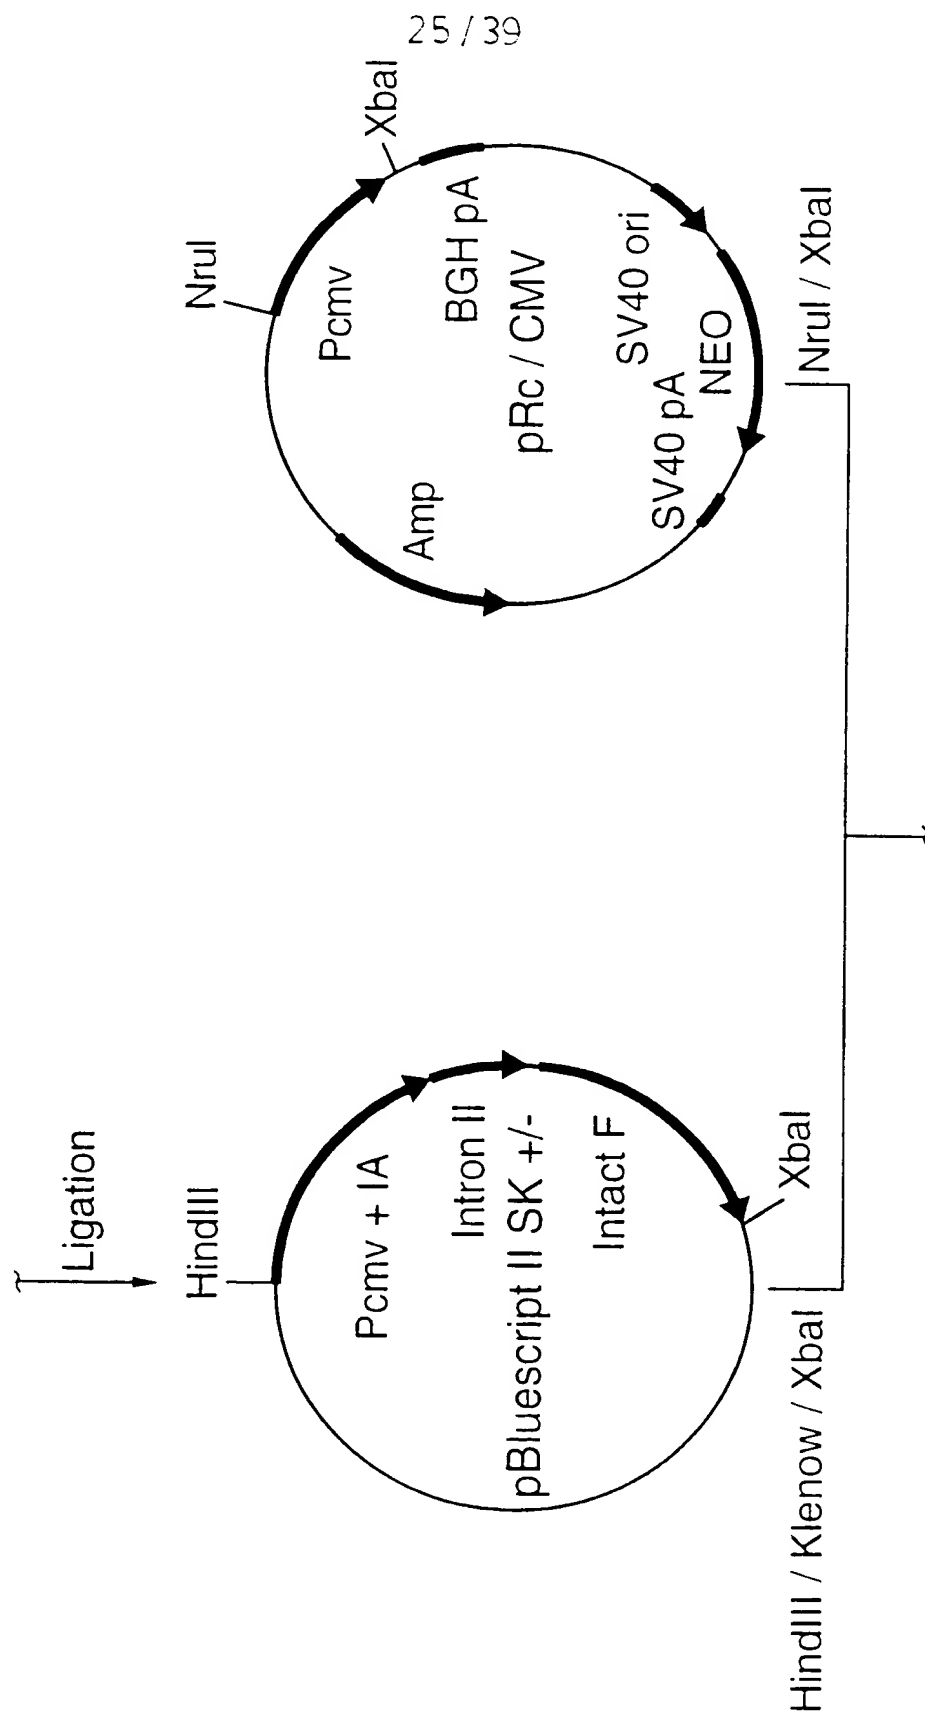 25/39
Ligation
HindIII
Pcmv + IA
Intron II
pBluescript II SK +/-
Intact F
XbaI
HindIII / Klenow / XbaI
NruI
XbaI
Pcmv
BGH pA
pRc / CMV
SV40 ori
NEO
SV40 pA
Amp
NruI / XbaI